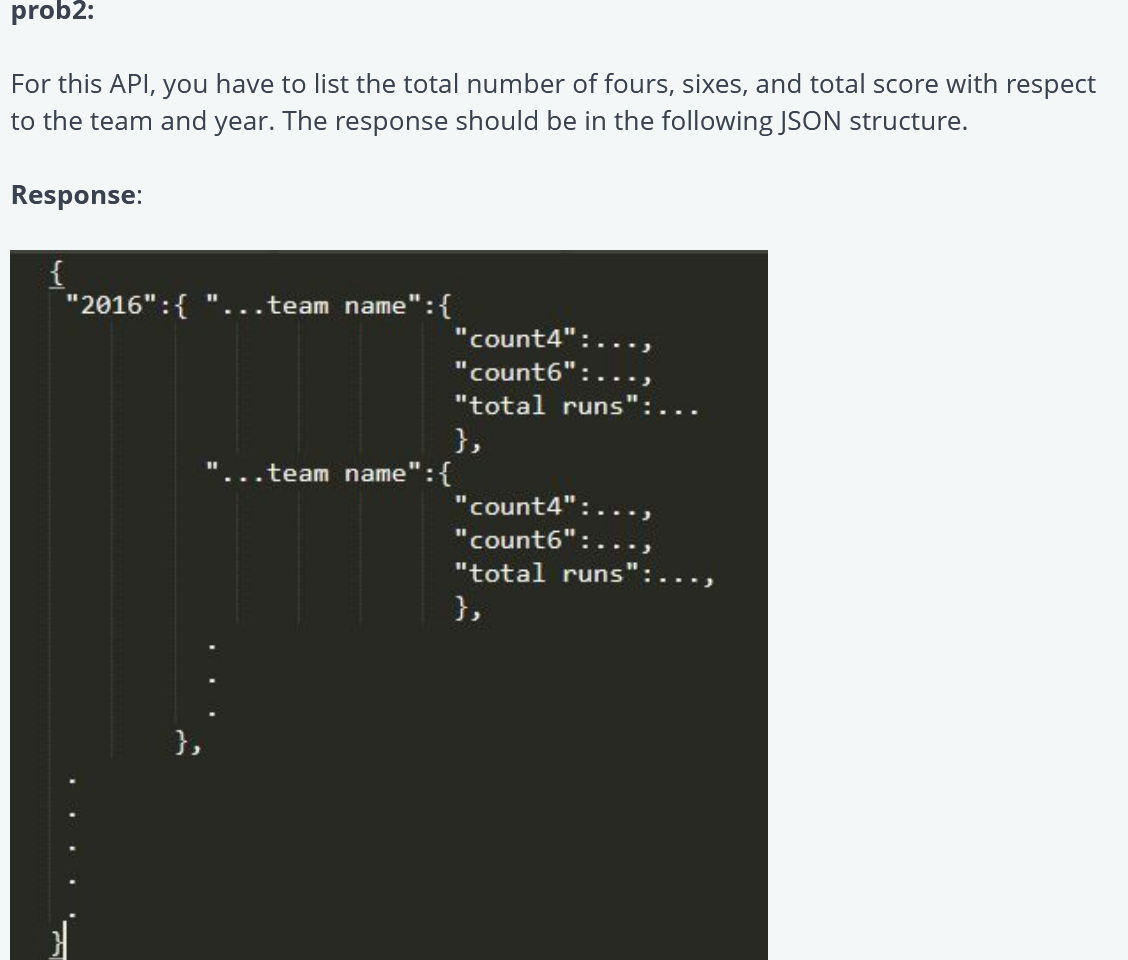 prob2:
For this API, you have to list the total number of fours, sixes, and total score with respect
to the team and year. The response should be in the following JSON structure.
Response:
{
"2016":{ "...team name":{
"count4":...,
"count6":...,
"total runs":...
},
"...team name":{
"count4":...,
"count6":...,
"total runs":...,
},
.
.
.
},
.
.
.
.
.
}